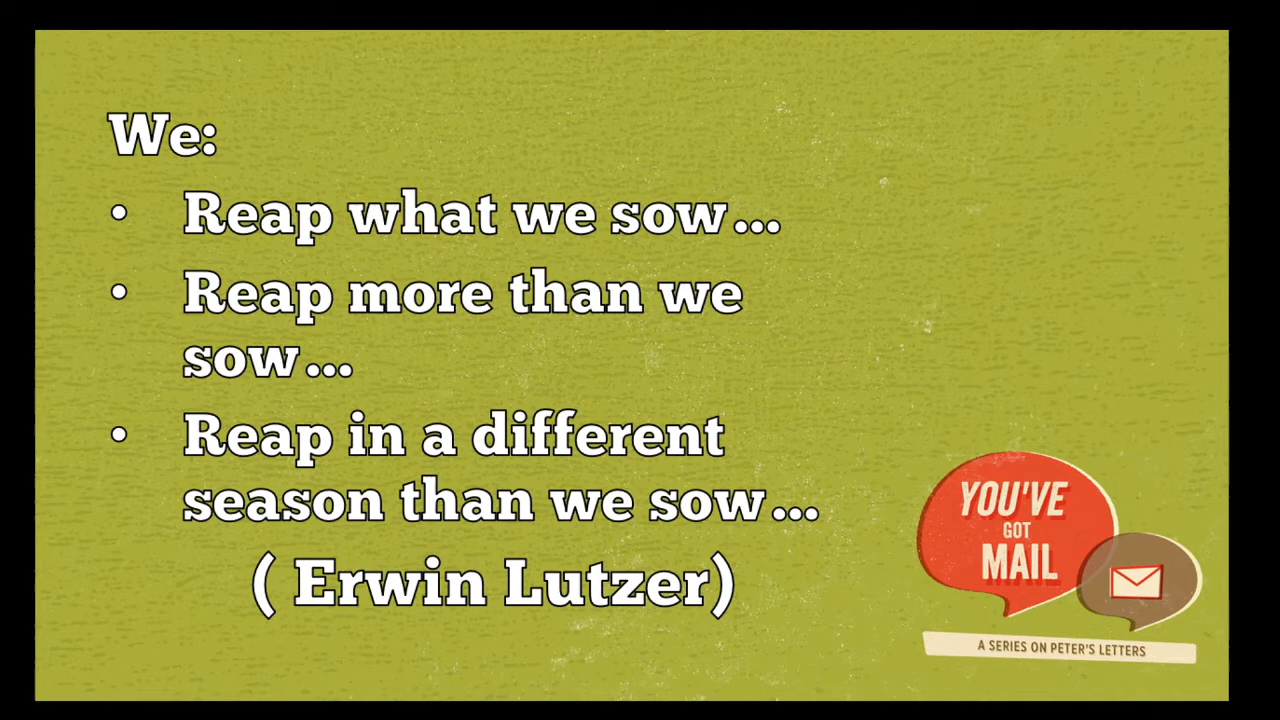 We:
• Reap what we sow...
• Reap more than we
sow...
• Reap in a different
season than we sow...
( Erwin Lutzer)
YOU'VE
GOT
MAIL
A SERIES ON PETER'S LETTERS